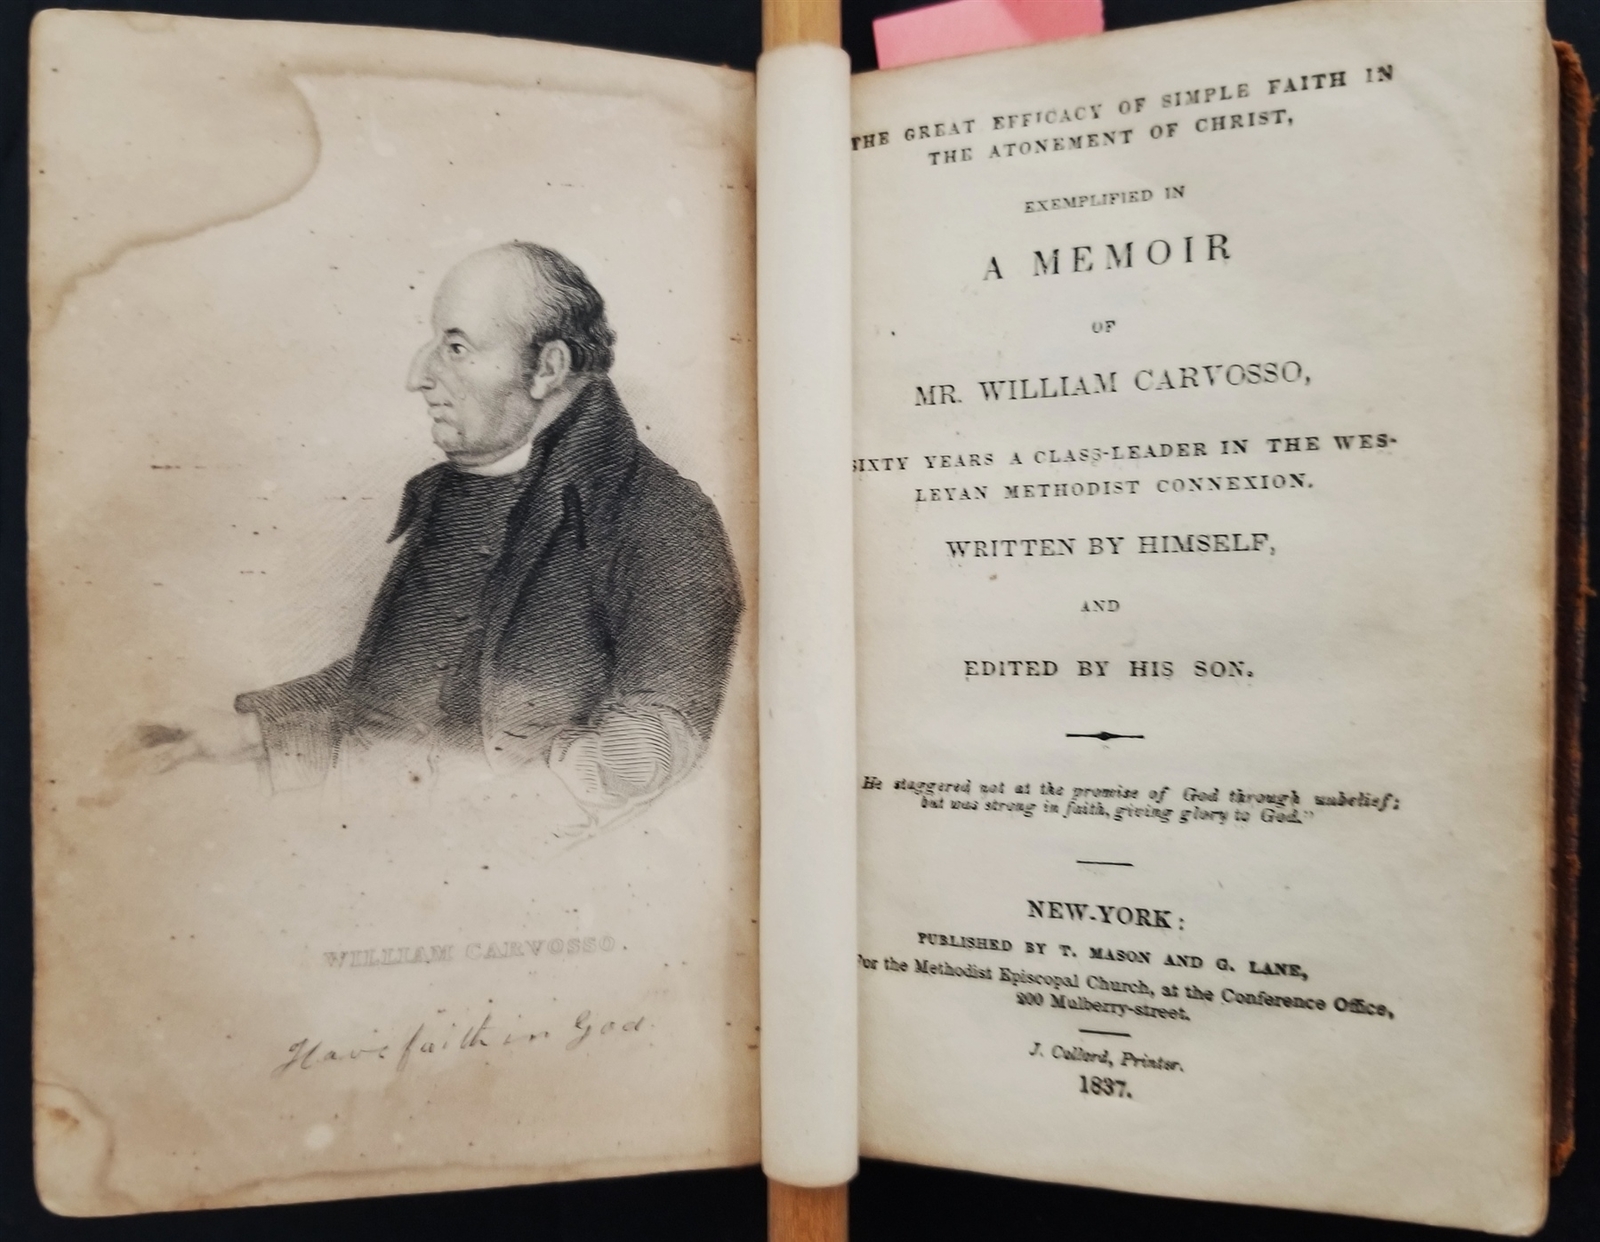 WILLIAM CARVOSSO.
Have faith in God.
THE GREAT EFFICACY OF SIMPLE FAITH IN
THE ATONEMENT OF CHRIST,
EXEMPLIFIED IN
A MEMOIR
OF
MR. WILLIAM CARVOSSO,
SIXTY YEARS A CLASS-LEADER IN THE WES-
LEYAN METHODIST CONNEXION.
WRITTEN BY HIMSELF,
AND
EDITED BY HIS SON.
He staggered not at the promise of God through unbelief;
but was strong in faith, giving glory to God."
NEW-YORK:
PUBLISHED BY T. MASON AND G. LANE,
For the Methodist Episcopal Church, at the Conference Office,
200 Mulberry-street.
J. Collord, Printer.
1837.